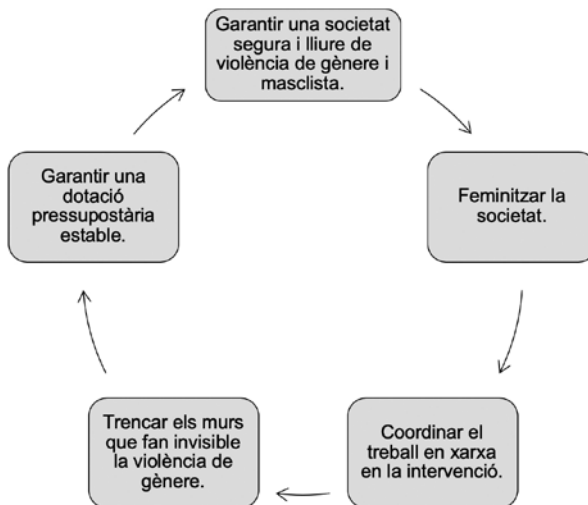 Garantir una societat
segura i lliure de
violència de gènere i
masclista.
Feminitzar la
societat.
Coordinar el
treball en xarxa
en la intervenció.
Trencar els murs
que fan invisible
la violència de
gènere.
Garantir una
dotació
pressupostària
estable.